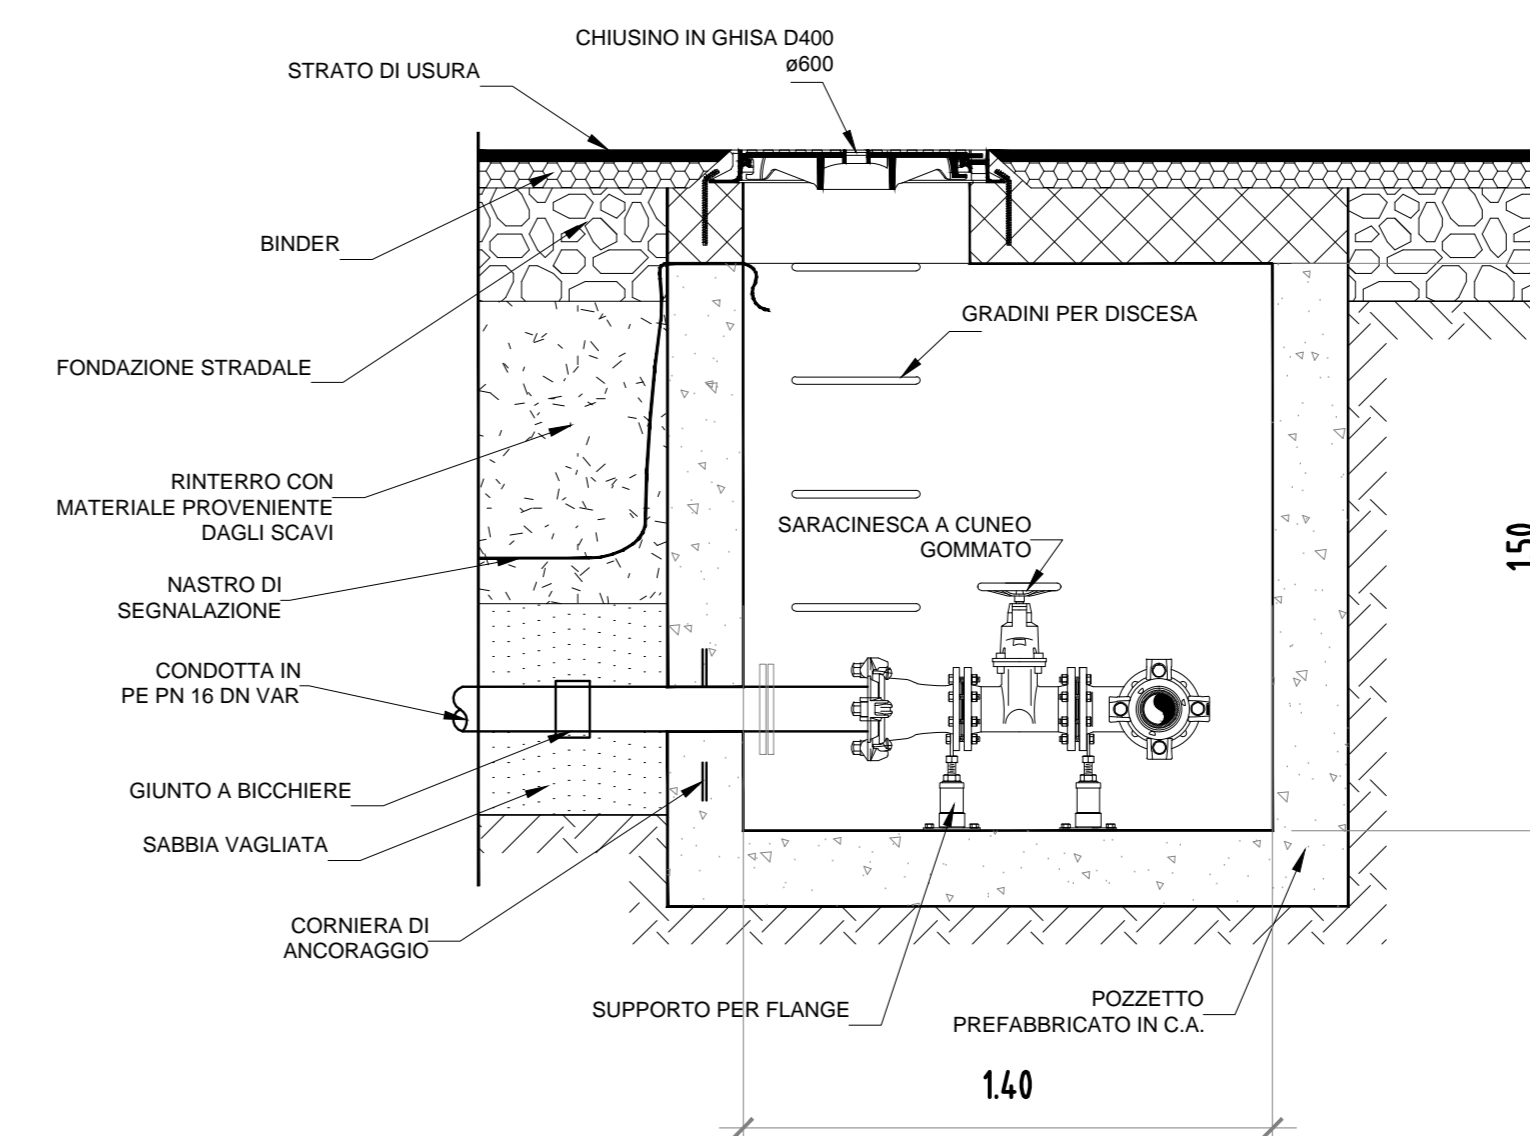 CHIUSINO IN GHISA D400
ø600
STRATO DI USURA
BINDER
GRADINI PER DISCESA
FONDAZIONE STRADALE
RINTERRO CON
MATERIALE PROVENIENTE
DAGLI SCAVI
SARACINESCA A CUNEO
GOMMATO
NASTRO DI
SEGNALAZIONE
CONDOTTA IN
PE PN 16 DN VAR
GIUNTO A BICCHIERE
SABBIA VAGLIATA
CORNIERA DI
ANCORAGGIO
SUPPORTO PER FLANGE
POZZETTO
PREFABBRICATO IN C.A.
1.40